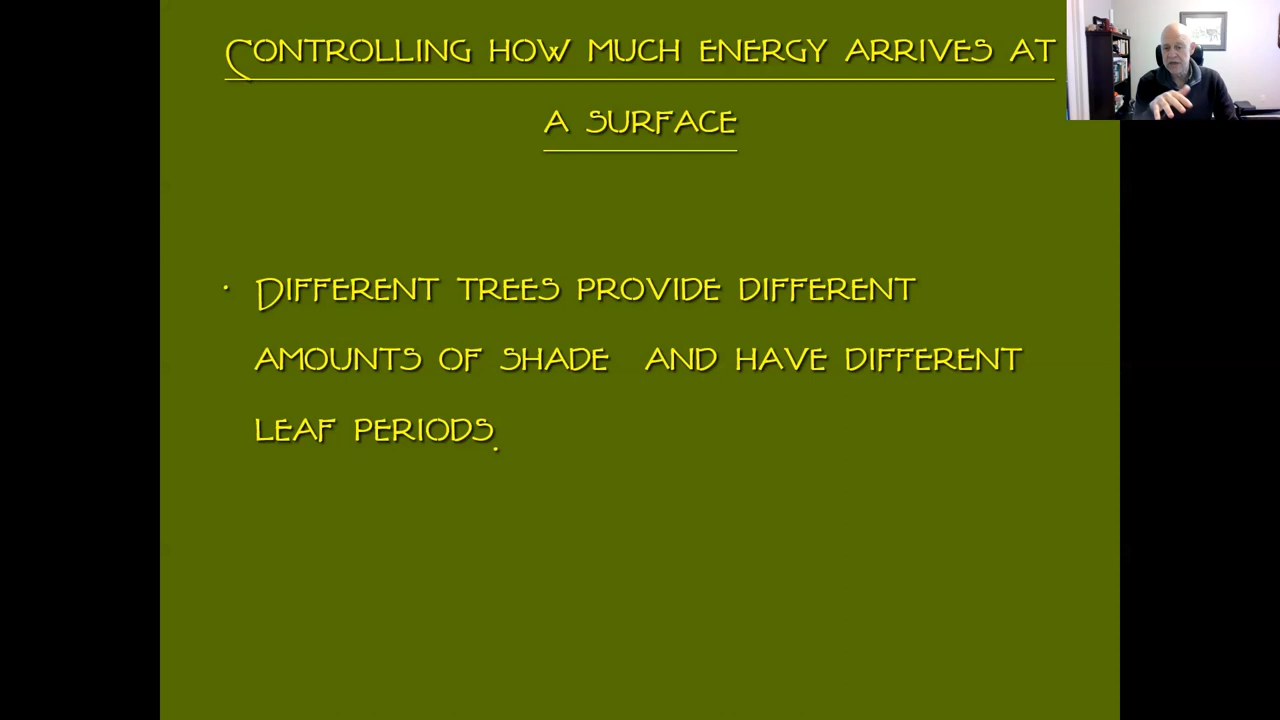 Controlling how much energy arrives at
a surface
· Different trees provide different
amounts of shade and have different
leaf periods.